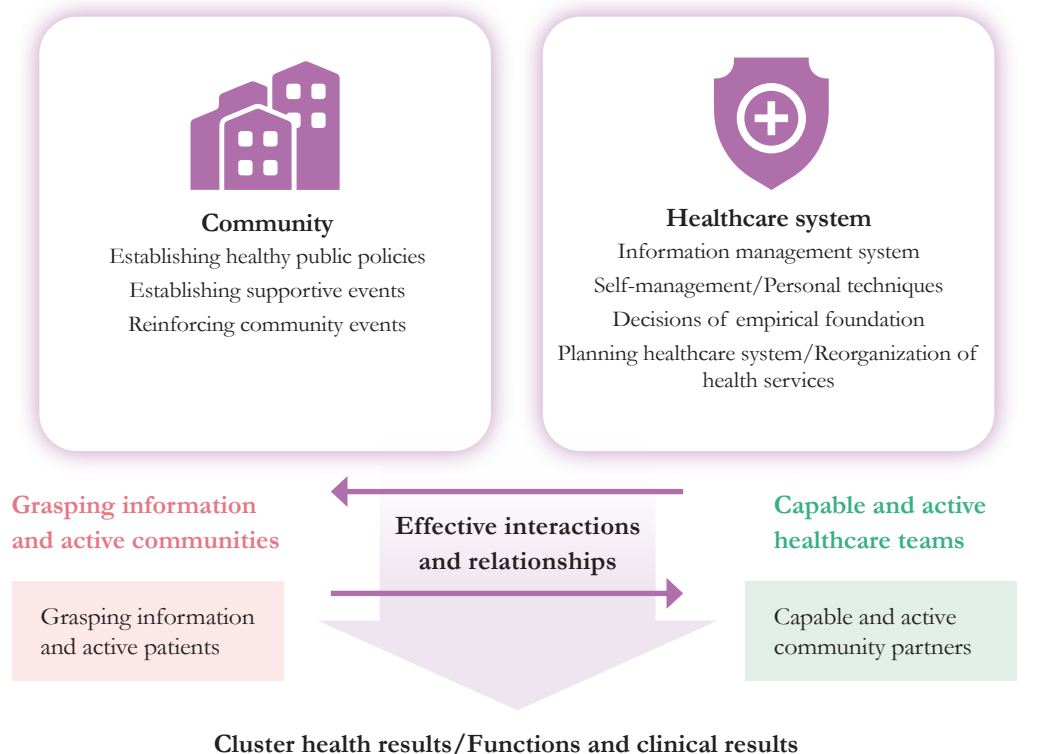 Community
Establishing healthy public policies
Establishing supportive events
Reinforcing community events
Healthcare system
Information management system
Self-management/Personal techniques
Decisions of empirical foundation
Planning healthcare system/Reorganization of
health services
Grasping information
and active communities
Grasping information
and active patients
Effective interactions
and relationships
Capable and active
healthcare teams
Capable and active
community partners
Cluster health results/Functions and clinical results